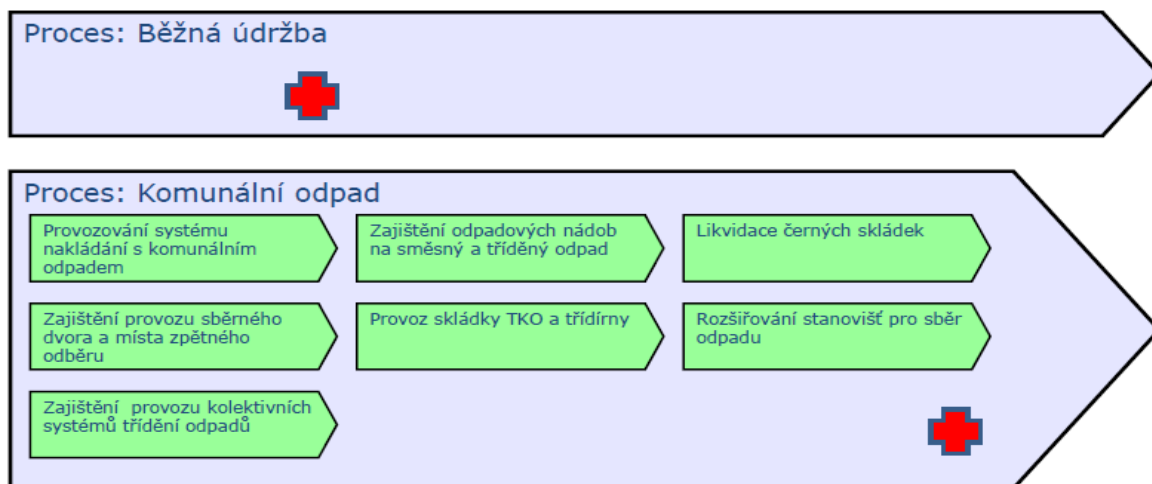 Proces: Běžná údržba
Proces: Komunální odpad
Provozování systému
nakládání s komunálním
odpadem
Zajištění odpadových nádob
na směsný a tříděný odpad
Likvidace černých skládek
Zajištění provozu sběrného
dvora a místa zpětného
odběru
Provoz skládky TKO a třídírny
Rozšiřování stanovišť pro sběr
odpadu
Zajištění  provozu kolektivních
systémů třídění odpadů